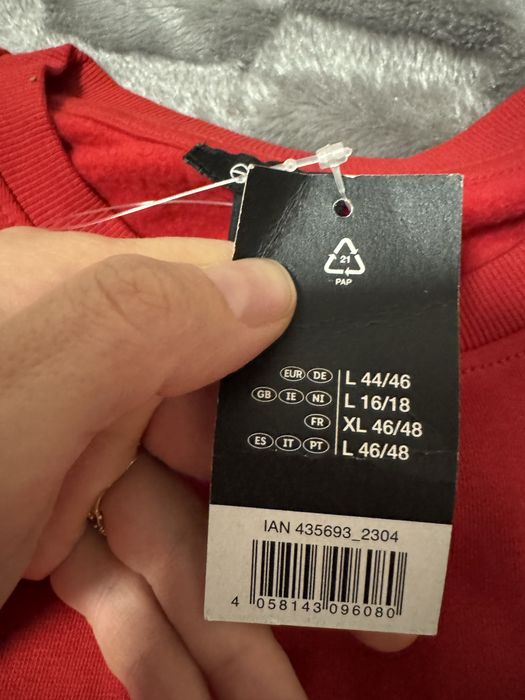 21
PAP
EUR DE L 44/46
GB IE NI L 16/18
FR XL 46/48
ES IT PT L 46/48
IAN 435693_2304
4 058143 096080